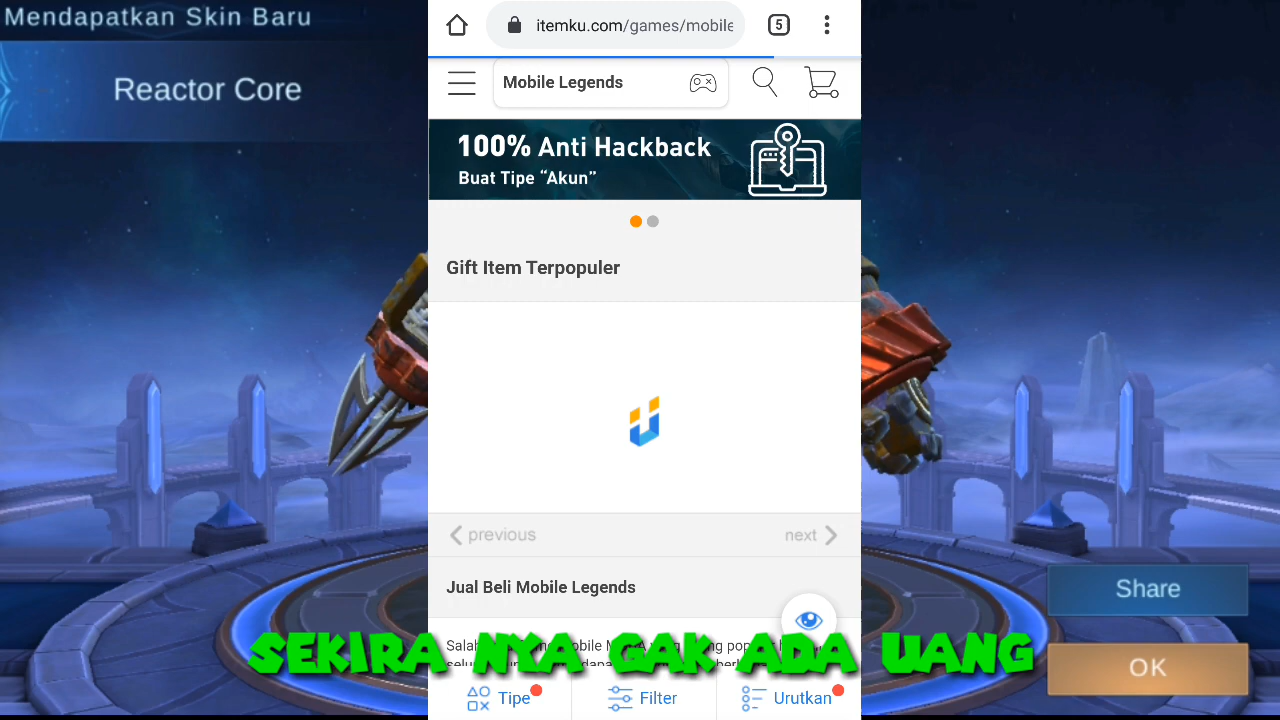 Mendapatkan Skin Baru
Reactor Core
itemku.com/games/mobile
5
Mobile Legends
100% Anti Hackback
Buat Tipe “Akun”
Gift Item Terpopuler
previous
next
Jual Beli Mobile Legends
SEKIRA NYA GAK ADA UANG
Tipe
Filter
Urutkan
Share
OK